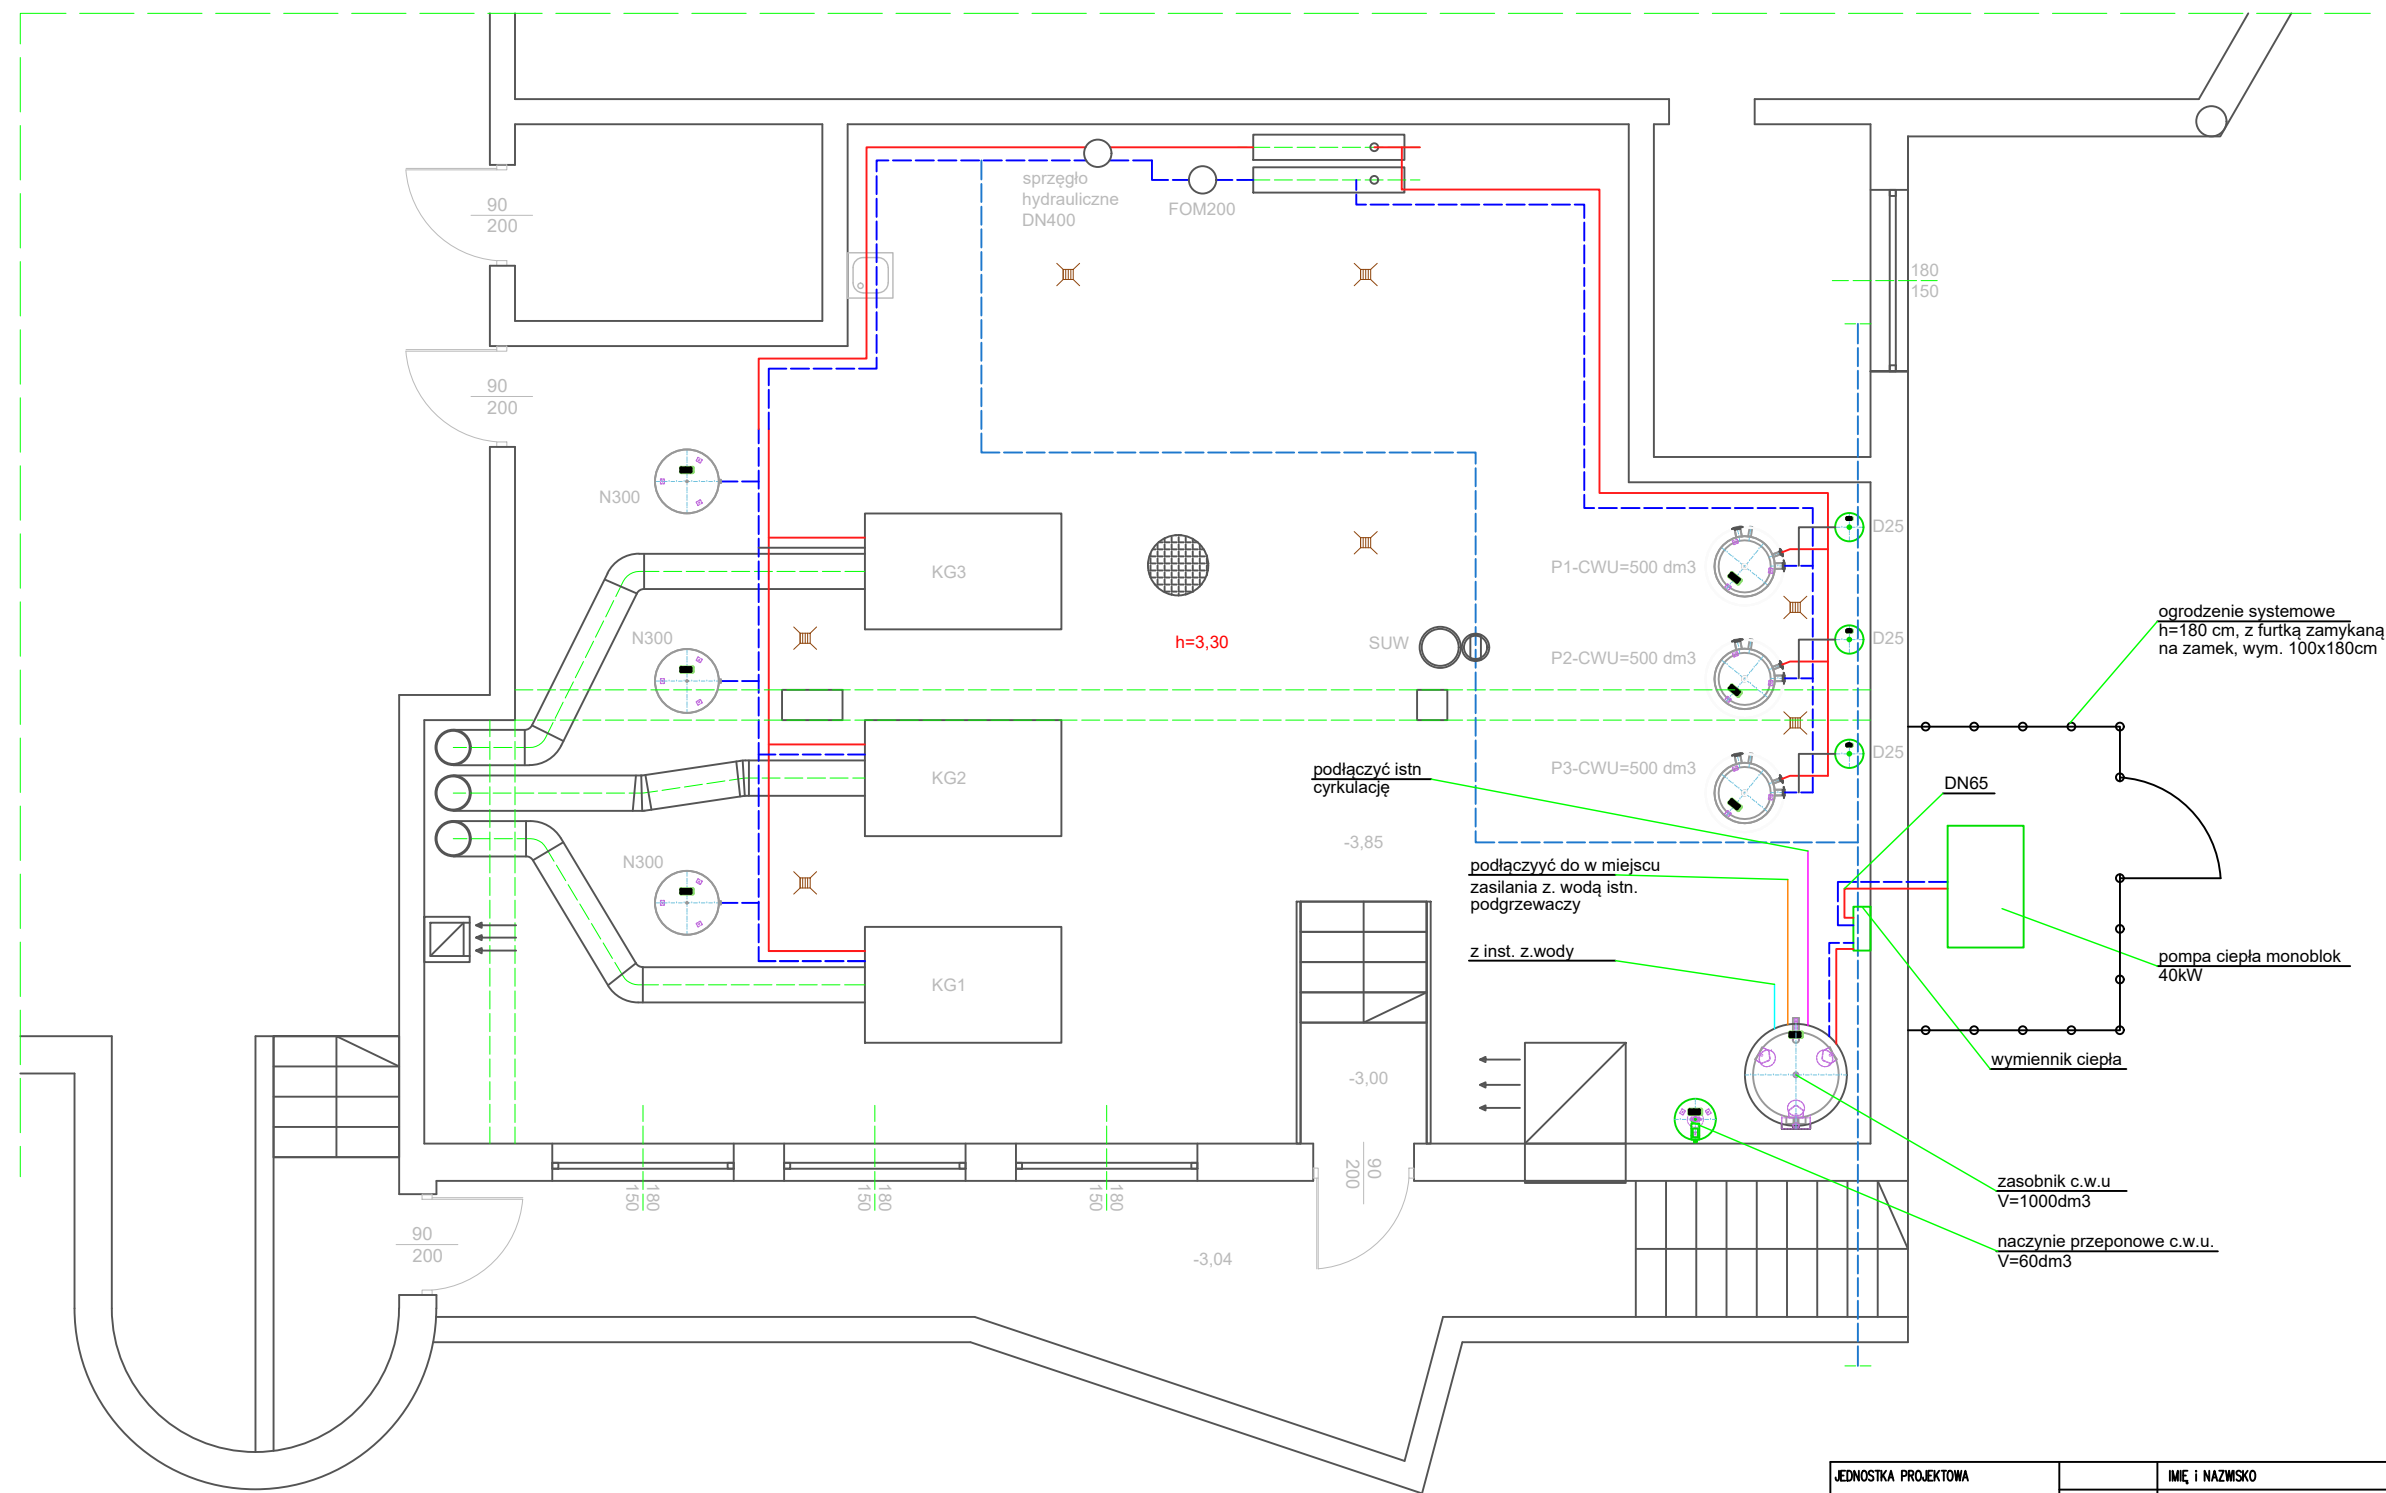 90
200
sprzęgło
hydrauliczne
DN400
FOM200
180
150
90
200
N300
KG3
N300
h=3,30
SUW
P1-CWU=500 dm3
D25
P2-CWU=500 dm3
D25
P3-CWU=500 dm3
D25
ogrodzenie systemowe
h=180 cm, z furtką zamykaną
na zamek, wym. 100x180cm
KG2
podłączyć istn
cyrkulację
DN65
-3,85
N300
podłączyyć do w miejscu
zasilania z. wodą istn.
podgrzewaczy
z inst. z.wody
pompa ciepła monoblok
40kW
KG1
wymiennik ciepła
-3,00
180
150
180
150
180
150
90
200
zasobnik c.w.u
V=1000dm3
90
200
-3,04
naczynie przeponowe c.w.u.
V=60dm3
JEDNOSTKA PROJEKTOWA
IMIĘ i NAZWISKO